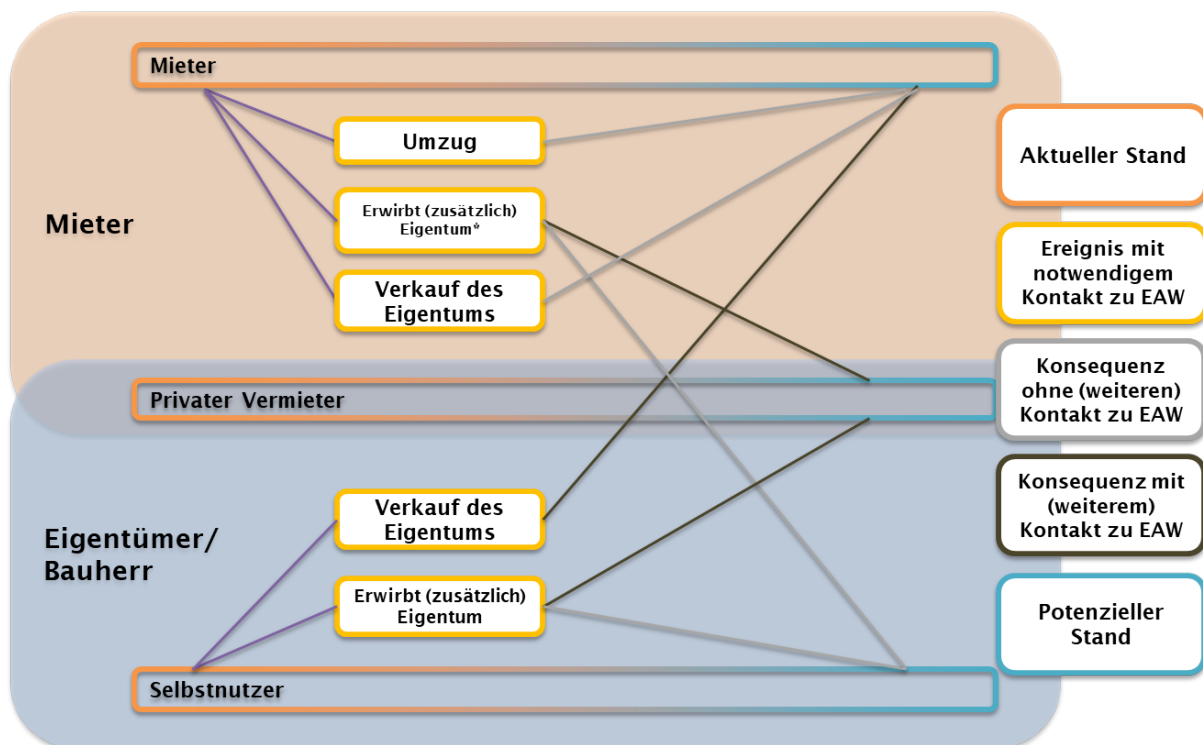 Mieter
Umzug
Erwirbt (zusätzlich)
Eigentum*
Mieter
Verkauf des
Eigentums
Privater Vermieter
Verkauf des
Eigentums
Eigentümer/
Bauherr
Erwirbt (zusätzlich)
Eigentum
Selbstnutzer
Aktueller Stand
Ereignis mit
notwendigem
Kontakt zu EAW
Konsequenz
ohne (weiteren)
Kontakt zu EAW
Konsequenz mit
(weiterem)
Kontakt zu EAW
Potenzieller
Stand